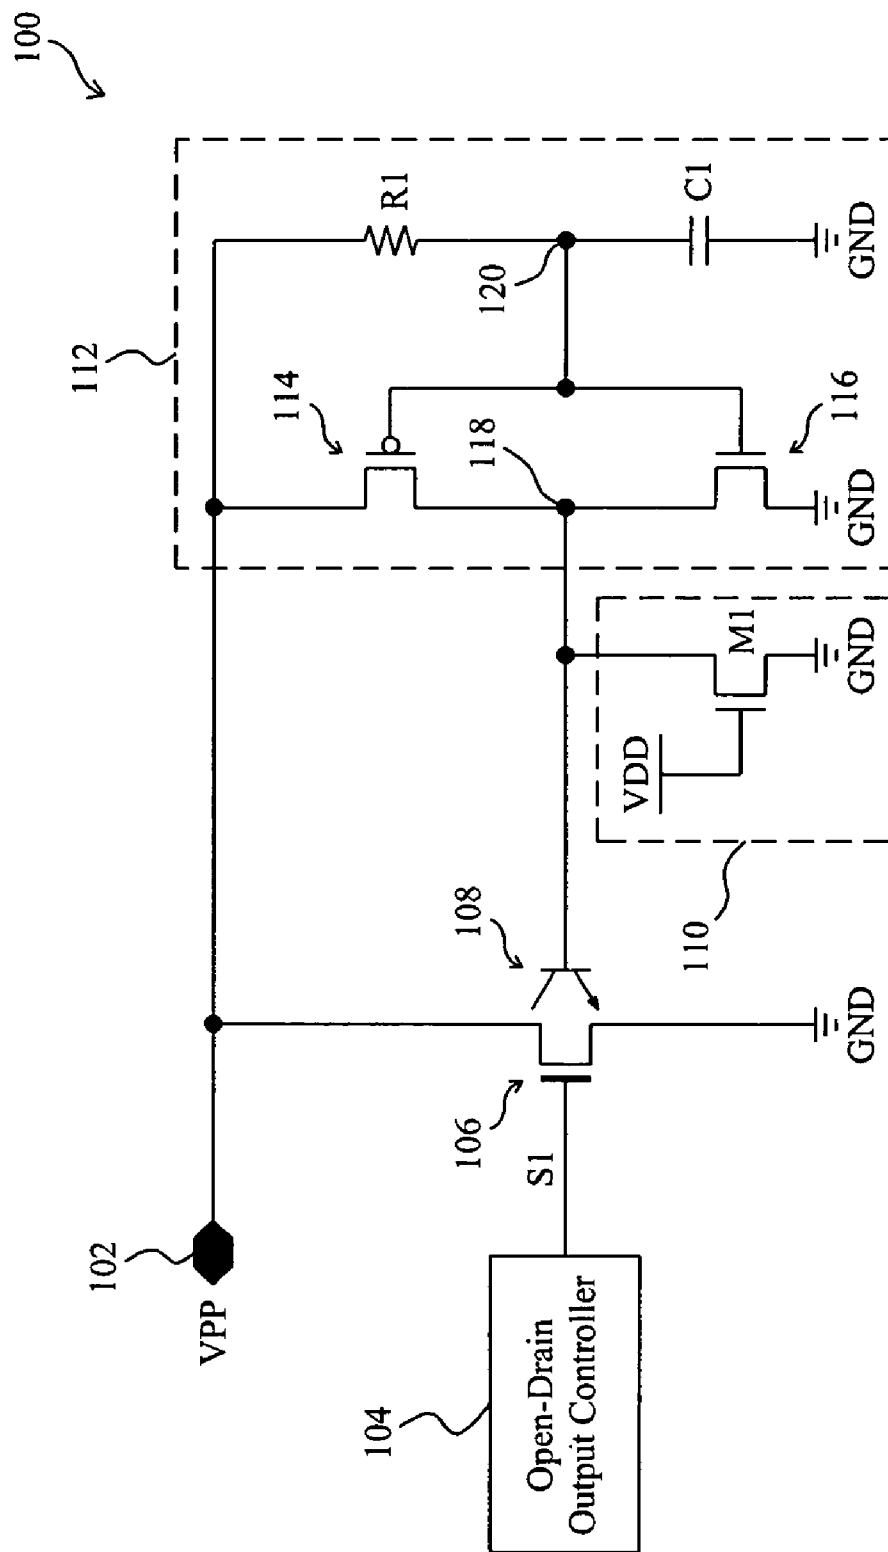 100
112
R1
120
C1
GND
114
118
116
GND
M1
GND
VDD
110
108
106
GND
S1
102
VPP
104
Open-Drain
Output Controller